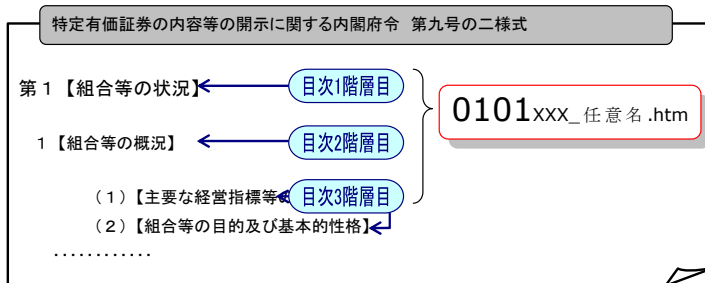 特定有価証券の内容等の開示に関する内閣府令 第九号の二様式
第1【組合等の状況】
目次1階層目
0101XXX_任意名.htm
1【組合等の概況】
目次2階層目
(1)【主要な経営指標等の
目次3階層目
(2)【組合等の目的及び基本的性格】
‥‥‥‥‥‥